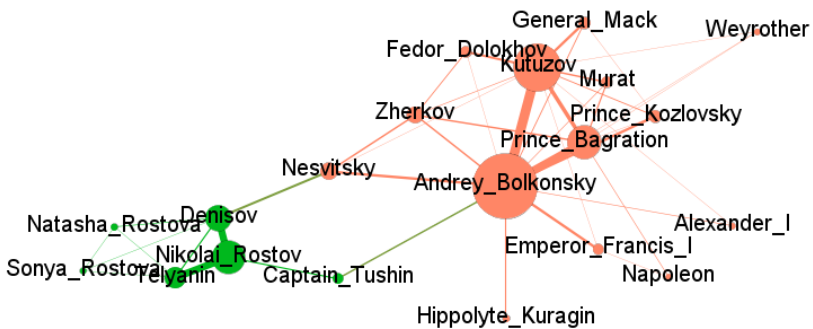 General_Mack
Weyrother
Fedor_Dolokhov
Kutuzov
Murat
Zherkov
Prince_Kozlovsky
Prince_Bagration
Nesvitsky
Andrey_Bolkonsky
Natasha_Rostova
Denisov
Alexander_I
Nikolai_Rostov
Emperor_Francis_I
Sonya_Rostova
Telyanin
Captain_Tushin
Napoleon
Hippolyte_Kuragin